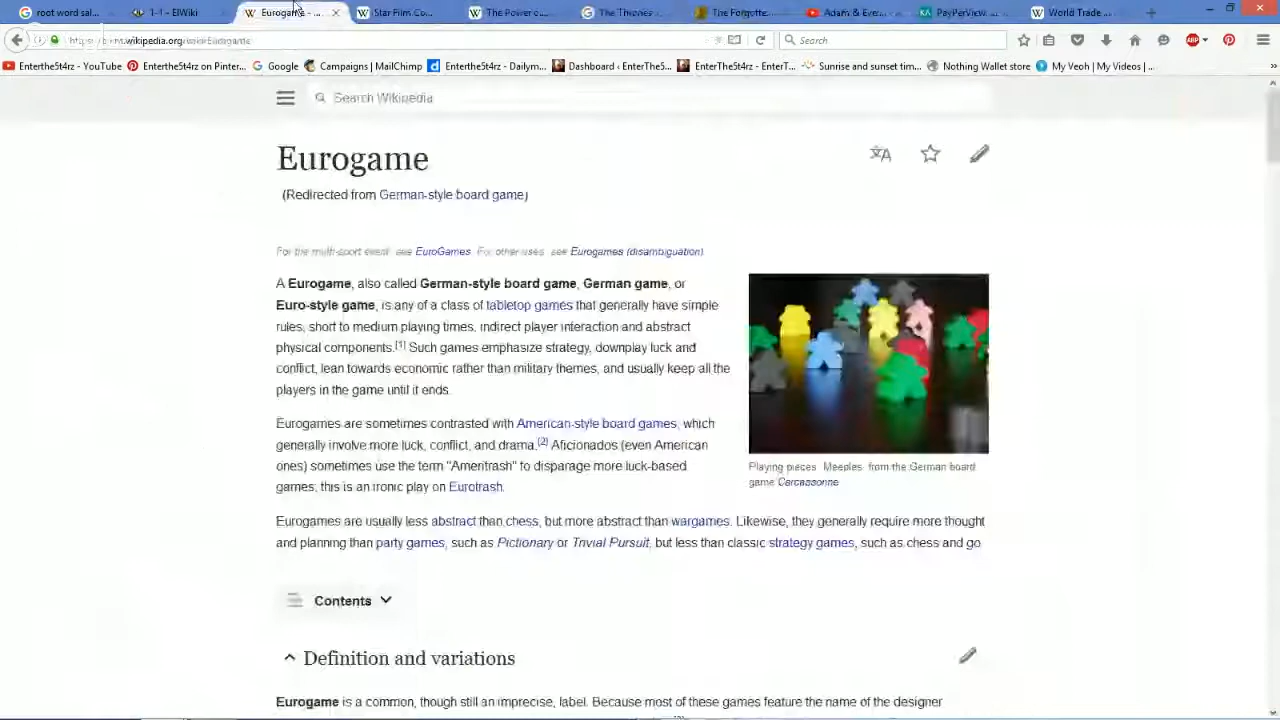 root word sal...
1-1 - ElWiki
Eurogame - ...
Star Film Co...
The Powere...
The Thievies...
The Forgotte...
Adam & Eve...
PayPerView...
World Trade...
wikipedia.org/wiki/Eurogame
Search
Enterthe5t4rz - YouTube
Enterthe5t4rz on Pinter...
Google
Campaigns | MailChimp
Enterthe5t4rz - Dailym...
Dashboard ‹ EnterThe5...
EnterThe5t4rz - EnterT...
Sunrise and sunset tim...
Nothing Wallet store
My Veoh | My Videos | ...
»
Search Wikipedia
Eurogame
(Redirected from German-style board game)
For the multi-sport event, see EuroGames. For other uses, see Eurogames (disambiguation).
A Eurogame, also called German-style board game, German game, or
Euro-style game, is any of a class of tabletop games that generally have simple
rules, short to medium playing times, indirect player interaction and abstract
physical components.[1] Such games emphasize strategy, downplay luck and
conflict, lean towards economic rather than military themes, and usually keep all the
players in the game until it ends.
Eurogames are sometimes contrasted with American-style board games, which
generally involve more luck, conflict, and drama.[2] Aficionados (even American
ones) sometimes use the term "Ameritrash" to disparage more luck-based
games; this is an ironic play on Eurotrash.
Playing pieces, Meeples, from the German board
game Carcassonne
Eurogames are usually less abstract than chess, but more abstract than wargames. Likewise, they generally require more thought
and planning than party games, such as Pictionary or Trivial Pursuit, but less than classic strategy games, such as chess and go.
Contents
Definition and variations
Eurogame is a common, though still an imprecise, label. Because most of these games feature the name of the designer